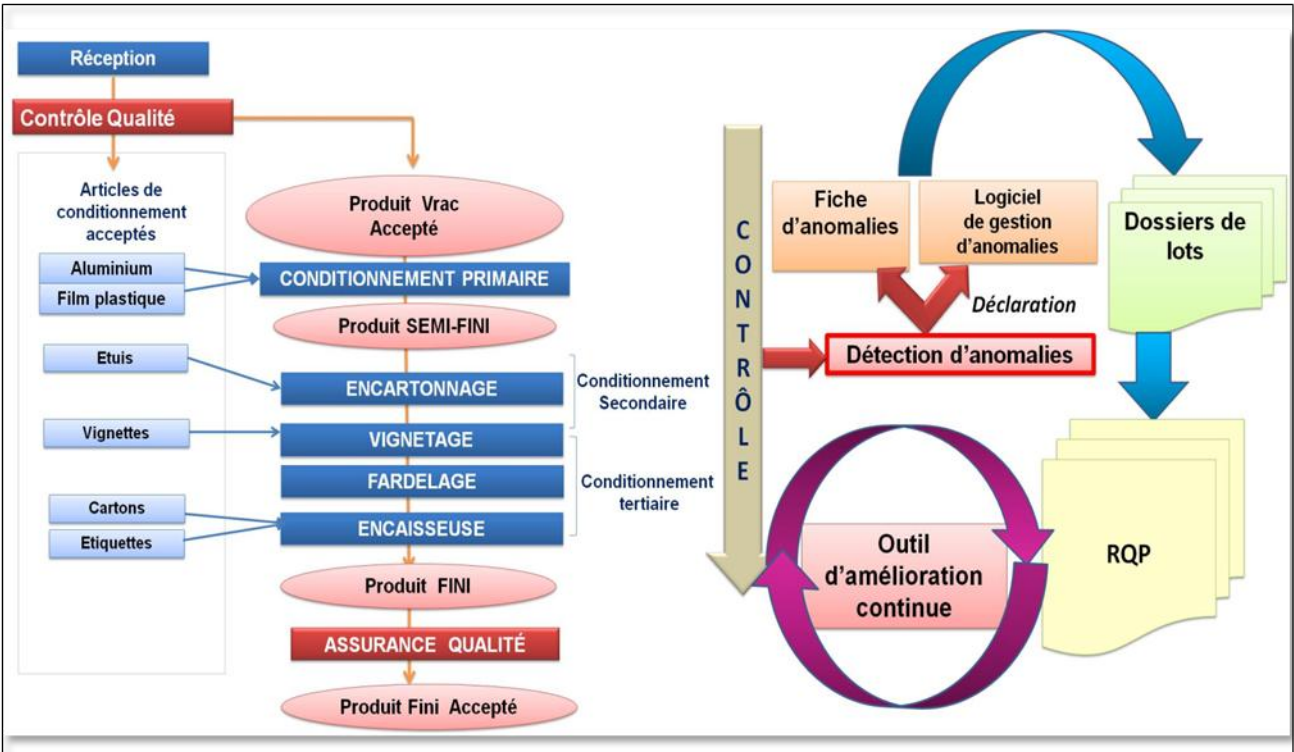 Réception
Contrôle Qualité
Articles de
conditionnement
acceptés
Aluminium
Film plastique
Etuis
Vignettes
Cartons
Etiquettes
Produit Vrac
Accepté
CONDITIONNEMENT PRIMAIRE
Produit SEMI-FINI
ENCARTONNAGE
VIGNETAGE
FARDELAGE
ENCAISSEUSE
Conditionnement
Secondaire
Conditionnement
tertiaire
Produit FINI
ASSURANCE QUALITÉ
Produit Fini Accepté
CONTRÔLE
Fiche
d'anomalies
Logiciel
de gestion
d'anomalies
Déclaration
Détection d'anomalies
Dossiers de
lots
RQP
Outil
d'amélioration
continue